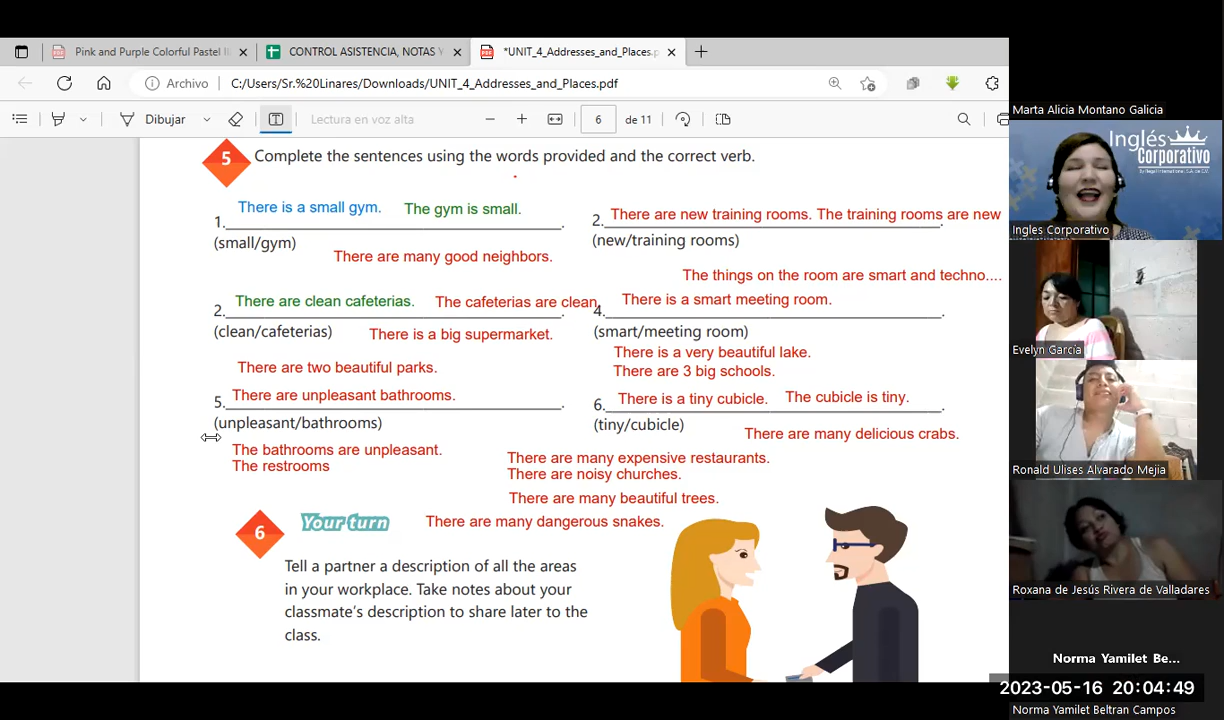 Pink and Purple Colorful Pastel Il
CONTROL ASISTENCIA, NOTAS Y
*UNIT_4_Addresses_and_Places.p
Archivo
C:/Users/Sr.%20Linares/Downloads/UNIT_4_Addresses_and_Places.pdf
Dibujar
Lectura en voz alta
6
de 11
5
Complete the sentences using the words provided and the correct verb.
There is a small gym.
The gym is small.
1.
(small/gym)
There are many good neighbors.
There are new training rooms. The training rooms are new
2.
(new/training rooms)
The things on the room are smart and techno....
There are clean cafeterias.
The cafeterias are clean.
2.
(clean/cafeterias)
There is a big supermarket.
There is a smart meeting room.
4.
(smart/meeting room)
There is a very beautiful lake.
There are 3 big schools.
There are two beautiful parks.
There are unpleasant bathrooms.
5.
(unpleasant/bathrooms)
There is a tiny cubicle.
The cubicle is tiny.
6.
(tiny/cubicle)
There are many delicious crabs.
The bathrooms are unpleasant.
The restrooms
There are many expensive restaurants.
There are noisy churches.
There are many beautiful trees.
There are many dangerous snakes.
6
Your turn
Tell a partner a description of all the areas
in your workplace. Take notes about your
classmate's description to share later to the
class.
Marta Alicia Montano Galicia
Inglés
Corporativo
Ingles Corporativo
Evelyn García
Ronald Ulises Alvarado Mejia
Roxana de Jesús Rivera de Valladares
Norma Yamilet Be...
2023-05-16 20:04:49
Norma Yamilet Beltran Campos